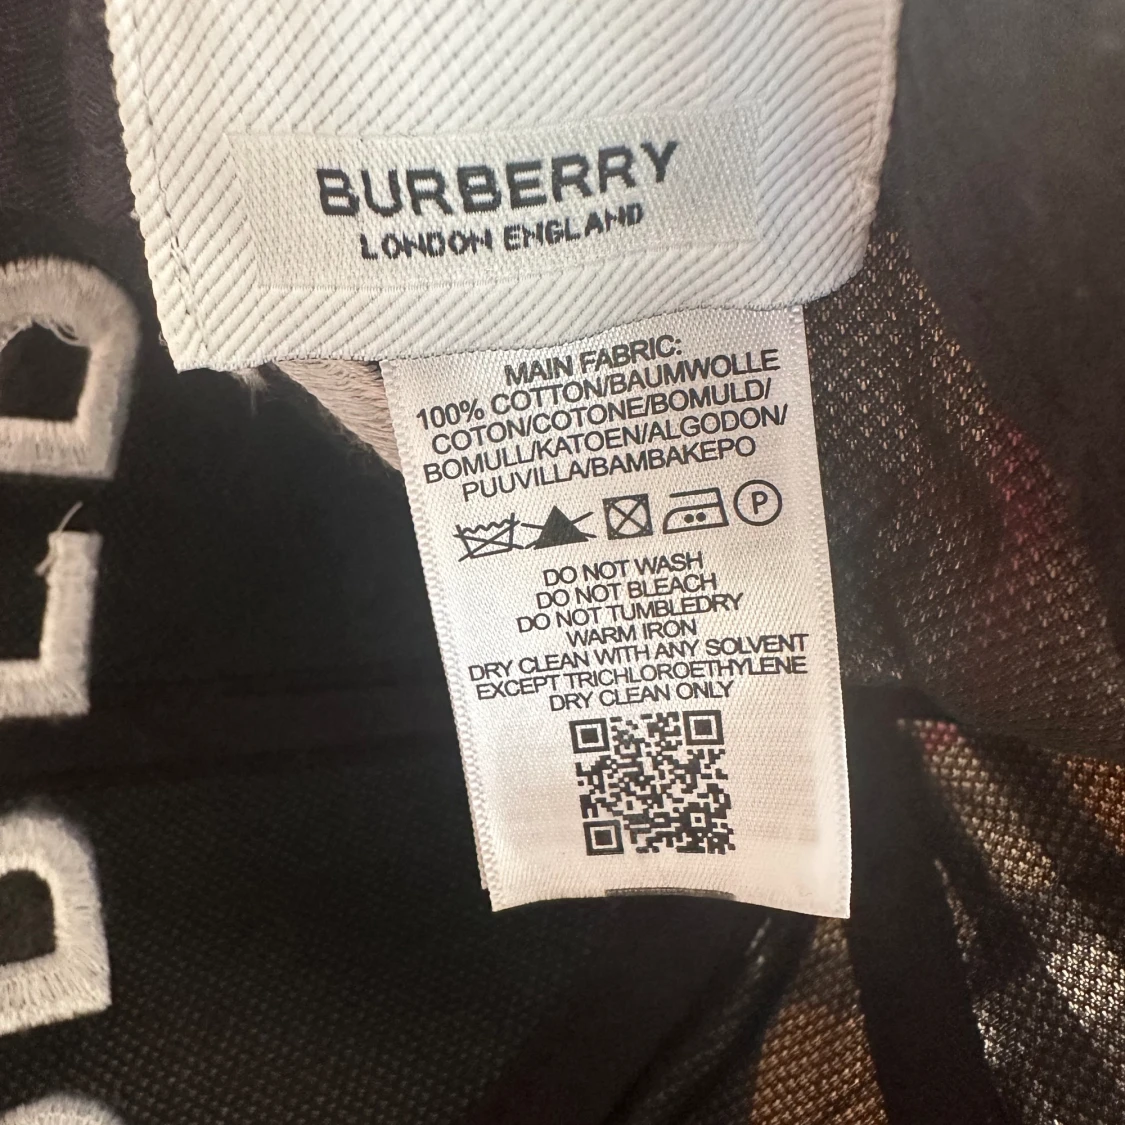 BURBERRY
LONDON ENGLAND
MAIN FABRIC:
100% COTTON/BAUMWOLLE
COTON/COTONE/BOMULD/
BOMULL/KATOEN/ALGODON/
PUUVILLA/BAMBAKEPO
P
DO NOT WASH
DO NOT BLEACH
DO NOT TUMBLEDRY
WARM IRON
DRY CLEAN WITH ANY SOLVENT
EXCEPT TRICHLOROETHYLENE
DRY CLEAN ONLY